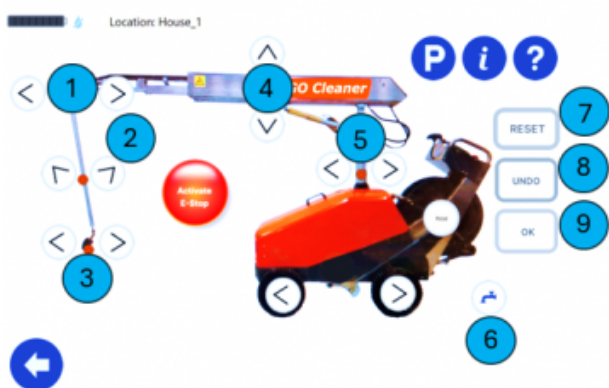 Location: House_1
P i ?
1
4
GO Cleaner
7
RESET
2
5
8
Activate
E-Stop
UNDO
9
OK
3
6